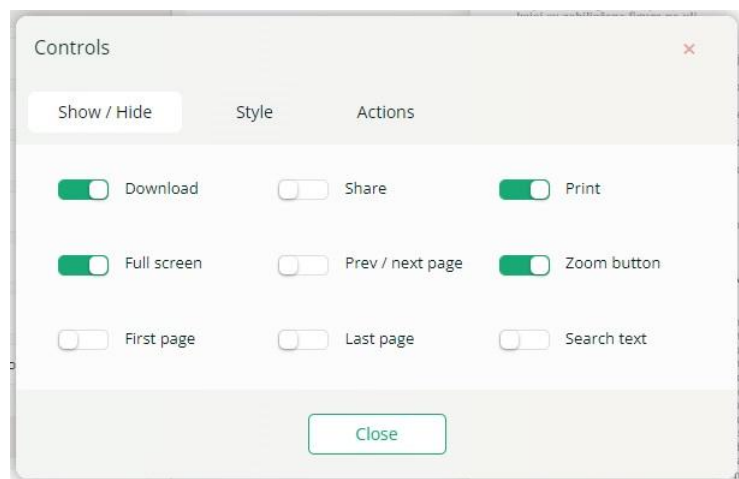 Controls
×
Show / Hide Style Actions
Download Share Print
Full screen Prev / next page Zoom button
First page Last page Search text
Close